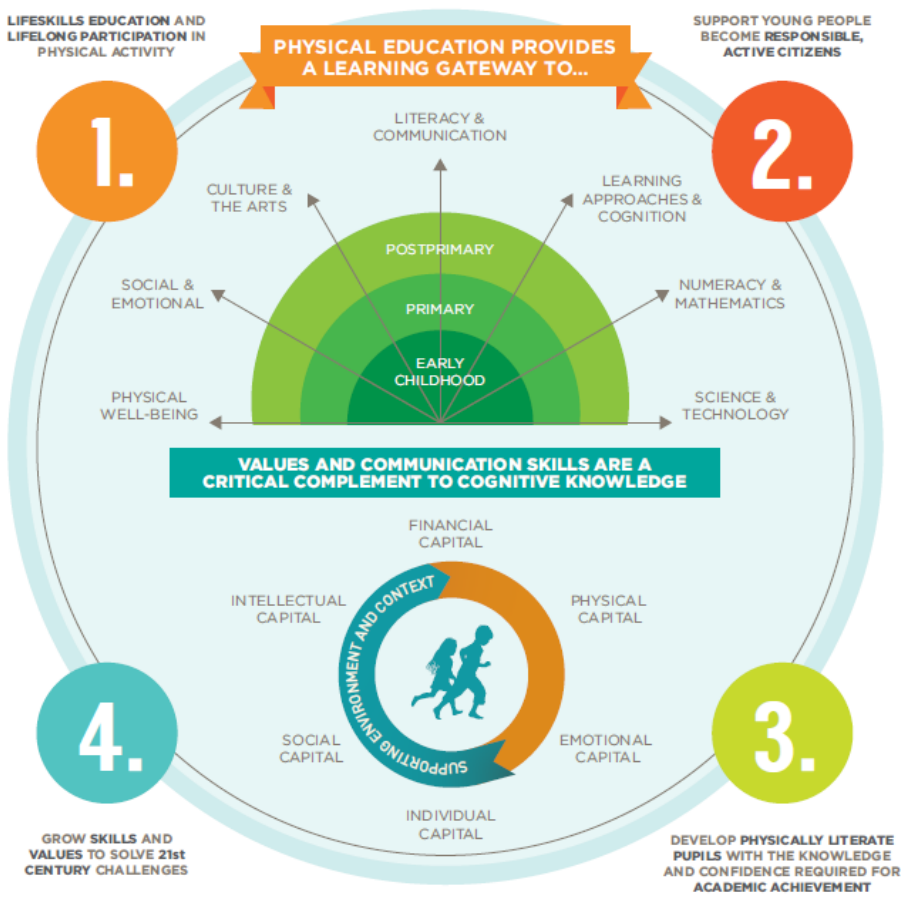 LIFESKILLS EDUCATION AND
LIFELONG PARTICIPATION IN
PHYSICAL ACTIVITY
SUPPORT YOUNG PEOPLE
BECOME RESPONSIBLE,
ACTIVE CITIZENS
PHYSICAL EDUCATION PROVIDES
A LEARNING GATEWAY TO...
1.
2.
LITERACY &
COMMUNICATION
CULTURE &
THE ARTS
LEARNING
APPROACHES &
COGNITION
SOCIAL &
EMOTIONAL
NUMERACY &
MATHEMATICS
PHYSICAL
WELL-BEING
SCIENCE &
TECHNOLOGY
POSTPRIMARY
PRIMARY
EARLY
CHILDHOOD
VALUES AND COMMUNICATION SKILLS ARE A
CRITICAL COMPLEMENT TO COGNITIVE KNOWLEDGE
FINANCIAL
CAPITAL
INTELLECTUAL
CAPITAL
PHYSICAL
CAPITAL
SUPPORTING ENVIRONMENT AND CONTEXT
SOCIAL
CAPITAL
EMOTIONAL
CAPITAL
INDIVIDUAL
CAPITAL
4.
3.
GROW SKILLS AND
VALUES TO SOLVE 21st
CENTURY CHALLENGES
DEVELOP PHYSICALLY LITERATE
PUPILS WITH THE KNOWLEDGE
AND CONFIDENCE REQUIRED FOR
ACADEMIC ACHIEVEMENT